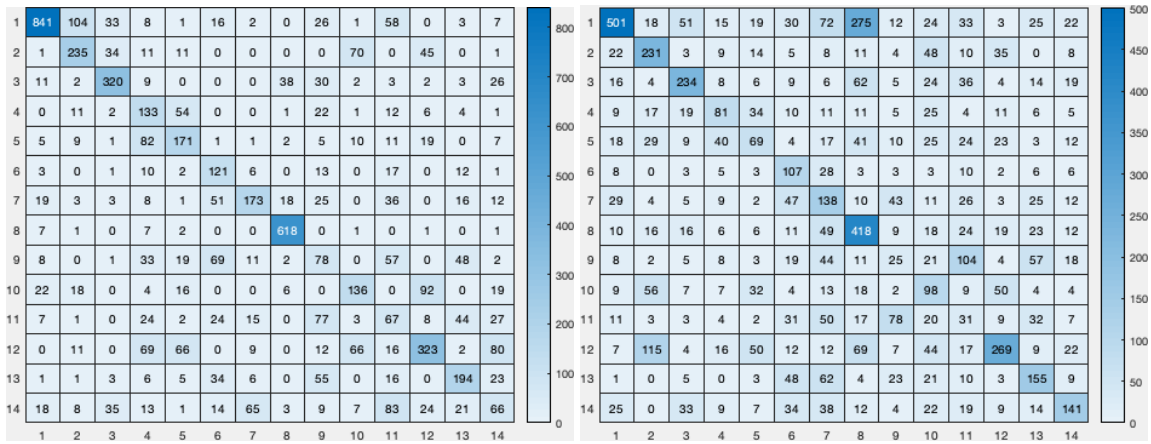 1 841 104 33 8 1 16 2 0 26 1 58 0 3 7
2 1 235 34 11 11 0 0 0 0 70 0 45 0 1
3 11 2 320 9 0 0 0 38 30 2 3 2 3 26
4 0 11 2 133 54 0 0 1 22 1 12 6 4 1
5 5 9 1 82 171 1 1 2 5 10 11 19 0 7
6 3 0 1 10 2 121 6 0 13 0 17 0 12 1
7 19 3 3 8 1 51 173 18 25 0 36 0 16 12
8 7 1 0 7 2 0 0 618 0 1 0 1 0 1
9 8 0 1 33 19 69 11 2 78 0 57 0 48 2
10 22 18 0 4 16 0 0 6 0 136 0 92 0 19
11 7 1 0 24 2 24 15 0 77 3 67 8 44 27
12 0 11 0 69 66 0 9 0 12 66 16 323 2 80
13 1 1 3 6 5 34 6 0 55 0 16 0 194 23
14 18 8 35 13 1 14 65 3 9 7 83 24 21 66
1 2 3 4 5 6 7 8 9 10 11 12 13 14
800
700
600
500
400
300
200
100
0
1 501 18 51 15 19 30 72 275 12 24 33 3 25 22
2 22 231 3 9 14 5 8 11 4 48 10 35 0 8
3 16 4 234 8 6 9 6 62 5 24 36 4 14 19
4 9 17 19 81 34 10 11 11 5 25 4 11 6 5
5 18 29 9 40 69 4 17 41 10 25 24 23 3 12
6 8 0 3 5 3 107 28 3 3 3 10 2 6 6
7 29 4 5 9 2 47 138 10 43 11 26 3 25 12
8 10 16 16 6 6 11 49 418 9 18 24 19 23 12
9 8 2 5 8 3 19 44 11 25 21 104 4 57 18
10 9 56 7 7 32 4 13 18 2 98 9 50 4 4
11 11 3 3 4 2 31 50 17 78 20 31 9 32 7
12 7 115 4 16 50 12 12 69 7 44 17 269 9 22
13 1 0 5 0 3 48 62 4 23 21 10 3 155 9
14 25 0 33 9 7 34 38 12 4 22 19 9 14 141
1 2 3 4 5 6 7 8 9 10 11 12 13 14
500
450
400
350
300
250
200
150
100
50
0